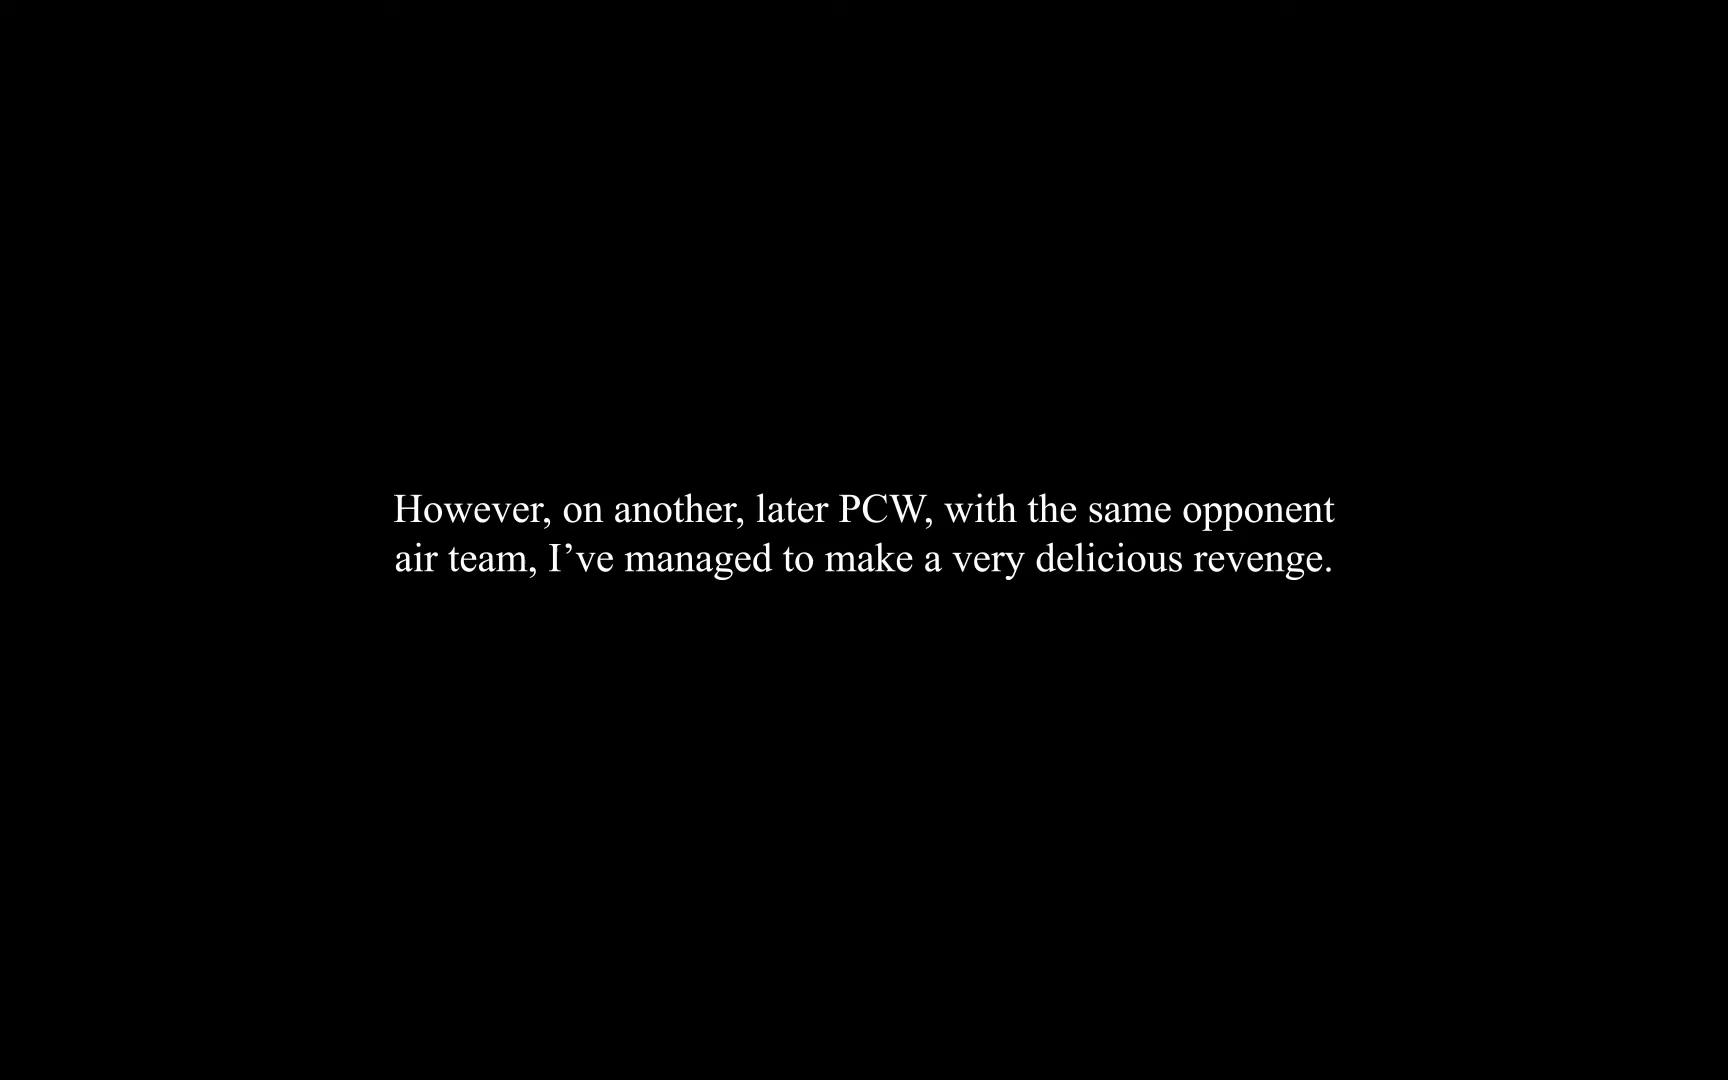 However, on another, later PCW, with the same opponent
air team, I’ve managed to make a very delicious revenge.